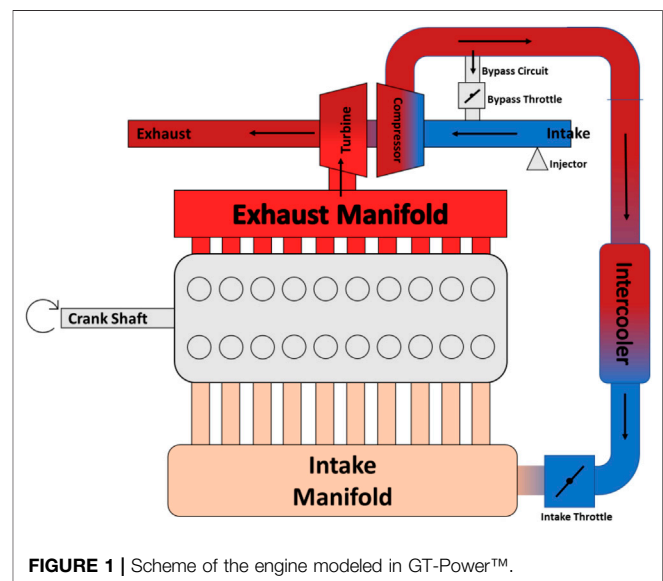 Bypass Circuit
Bypass Throttle
Compressor
Turbine
Exhaust
Intake
Injector
Exhaust Manifold
Intercooler
Crank Shaft
Intake
Manifold
Intake Throttle
FIGURE 1 | Scheme of the engine modeled in GT-Power™.